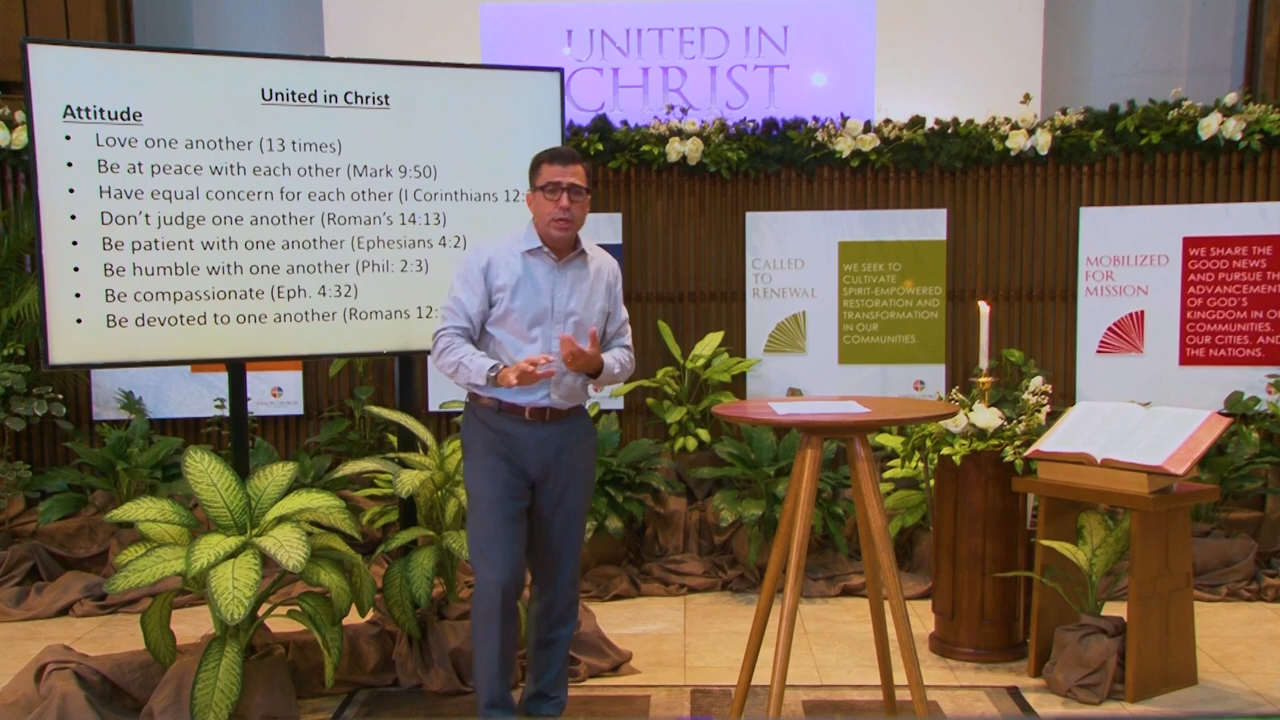 UNITED IN
CHRIST
United in Christ
Attitude
• Love one another (13 times)
• Be at peace with each other (Mark 9:50)
• Have equal concern for each other (I Corinthians 12:
• Don't judge one another (Roman's 14:13)
• Be patient with one another (Ephesians 4:2)
• Be humble with one another (Phil: 2:3)
• Be compassionate (Eph. 4:32)
• Be devoted to one another (Romans 12:
CALLED
TO
RENEWAL
WE SEEK TO
CULTIVATE
SPIRIT-EMPOWERED
RESTORATION AND
TRANSFORMATION
IN OUR
COMMUNITIES.
MOBILIZED
FOR
MISSION
WE SHARE THE
GOOD NEWS
AND PURSUE THE
ADVANCEMENT
OF GOD'S
KINGDOM IN OU
COMMUNITIES,
OUR CITIES, AND
THE NATIONS.